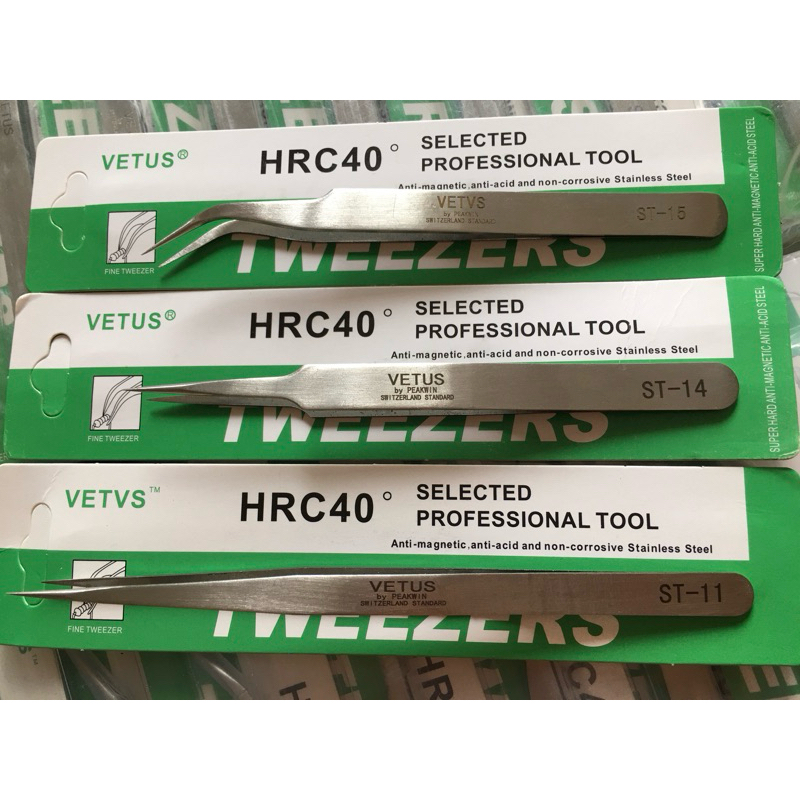 VETUS®
HRC40°
SELECTED
PROFESSIONAL TOOL
Anti-magnetic,anti-acid and non-corrosive Stainless Steel
VETVS
by PEAKWIN
SWITZERLAND STANDARD
ST-15
FINE TWEEZER
TWEEZERS
SUPER HARD ANTI-MAGNETIC ANTI-ACID STEEL
VETUS®
HRC40°
SELECTED
PROFESSIONAL TOOL
Anti-magnetic,anti-acid and non-corrosive Stainless Steel
VETUS
by PEAKWIN
SWITZERLAND STANDARD
ST-14
FINE TWEEZER
TWEEZERS
SUPER HARD ANTI-MAGNETIC ANTI-ACID STEEL
VETVS™
HRC40°
SELECTED
PROFESSIONAL TOOL
Anti-magnetic,anti-acid and non-corrosive Stainless Steel
VETUS
by PEAKWIN
SWITZERLAND STANDARD
ST-11
FINE TWEEZER
TWEEZERS